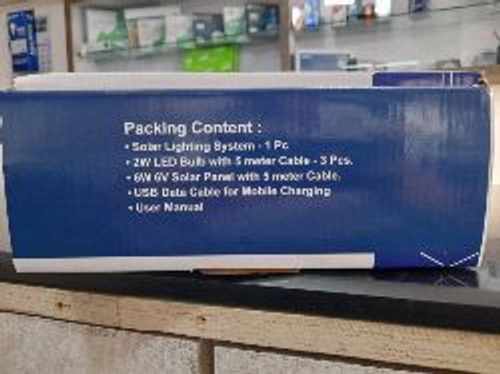 Packing Content :
• Solar Lighting System - 1 Pc
• 2W LED Bulb with 5 meter Cable - 3 Pcs.
• 6W 6V Solar Panel with 5 meter Cable.
• USB Data Cable for Mobile Charging
• User Manual